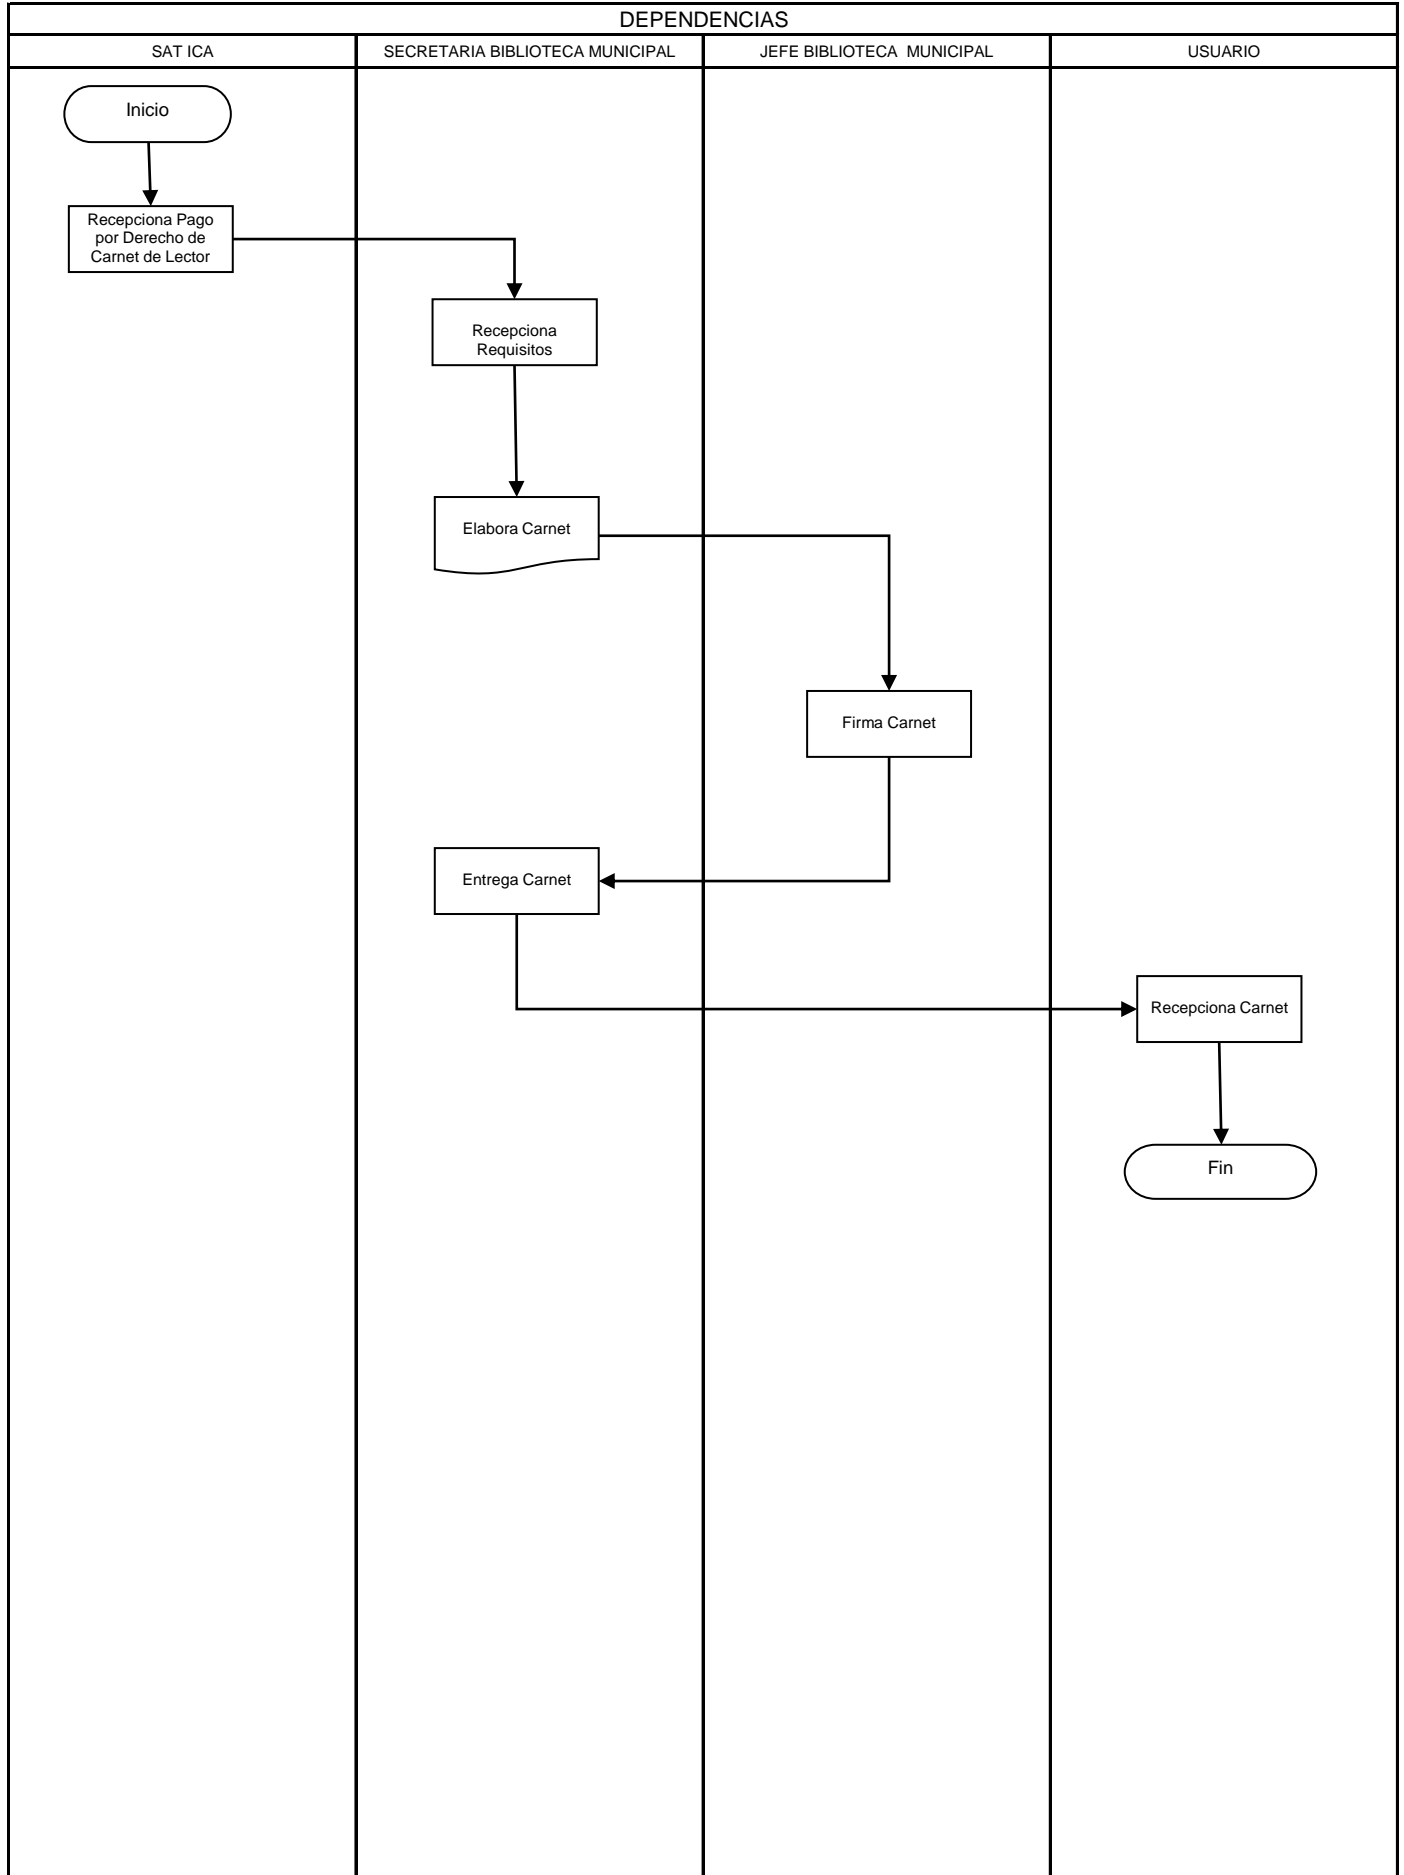 DEPENDENCIAS
SAT ICA
SECRETARIA BIBLIOTECA MUNICIPAL
JEFE BIBLIOTECA  MUNICIPAL
USUARIO
Inicio
Recepciona Pago
por Derecho de
Carnet de Lector
Recepciona
Requisitos
Elabora Carnet
Firma Carnet
Entrega Carnet
Recepciona Carnet
Fin